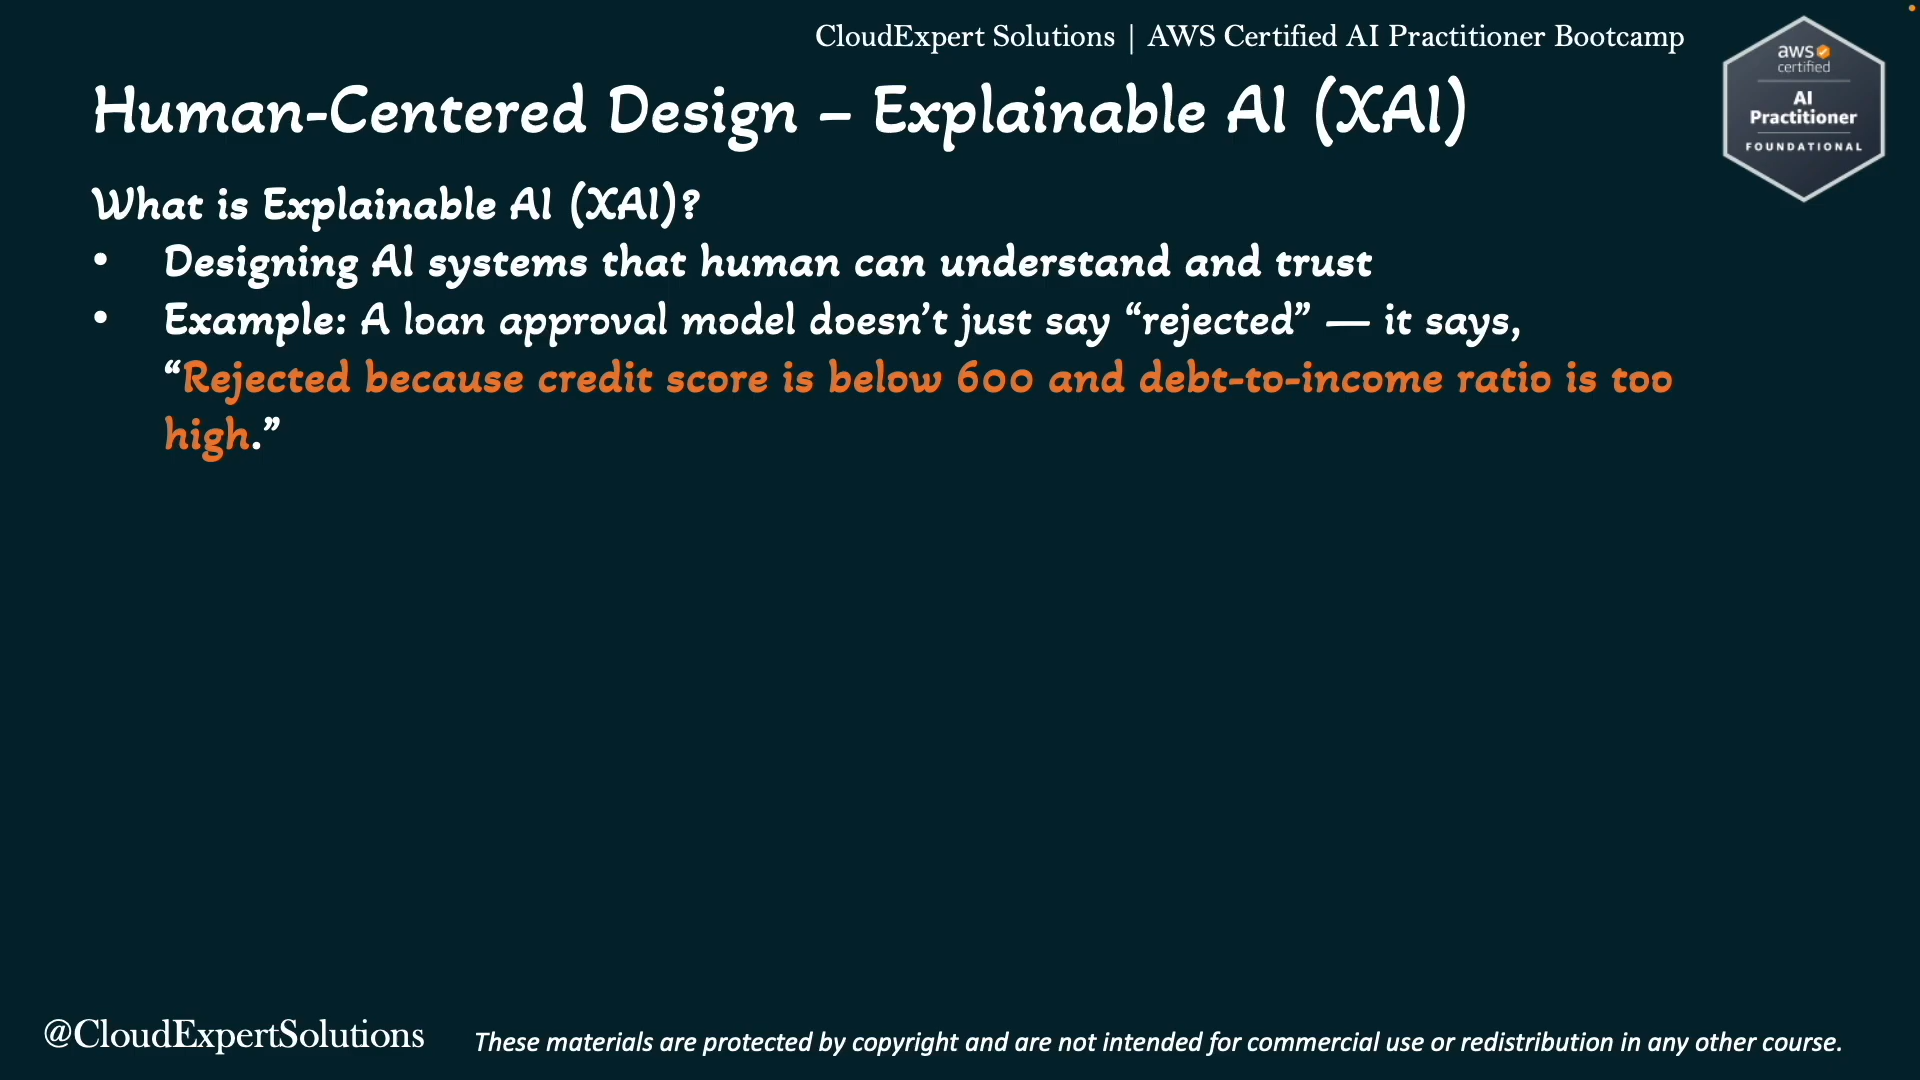 CloudExpert Solutions | AWS Certified AI Practitioner Bootcamp
aws
certified
AI
Practitioner
FOUNDATIONAL
Human-Centered Design – Explainable AI (XAI)
What is Explainable AI (XAI)?
• Designing AI systems that human can understand and trust
• Example: A loan approval model doesn’t just say “rejected” — it says,
“Rejected because credit score is below 600 and debt-to-income ratio is too
high.”
@CloudExpertSolutions
These materials are protected by copyright and are not intended for commercial use or redistribution in any other course.